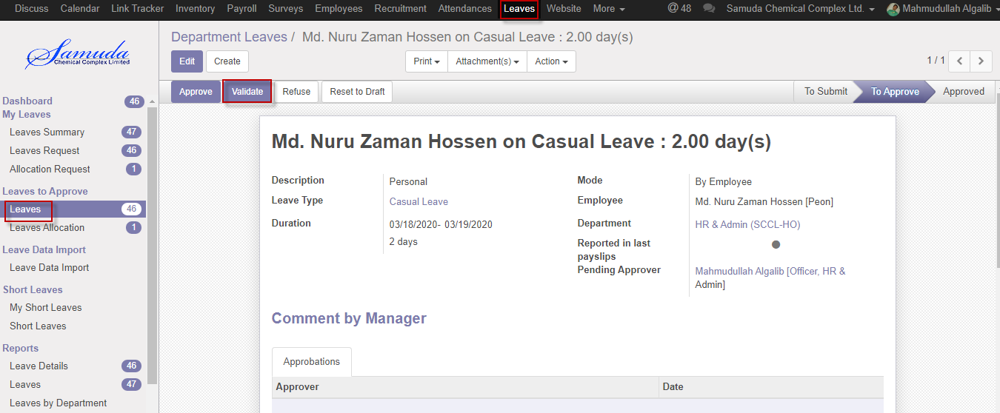 Discuss Calendar Link Tracker Inventory Payroll Surveys Employees Recruitment Attendances Leaves Website More @ 48 Samuda Chemical Complex Ltd. Mahmudullah Algalib
Samuda
Chemical Complex Limited
Department Leaves / Md. Nuru Zaman Hossen on Casual Leave : 2.00 day(s)
Edit Create Print Attachment(s) Action 1 / 1
Approve Validate Refuse Reset to Draft To Submit To Approve Approved
Dashboard 46
My Leaves
Leaves Summary 47
Leaves Request 46
Allocation Request 1
Leaves to Approve
Leaves 46
Leaves Allocation 1
Leave Data Import
Leave Data Import
Short Leaves
My Short Leaves
Short Leaves
Reports
Leave Details 46
Leaves 47
Leaves by Department
Md. Nuru Zaman Hossen on Casual Leave : 2.00 day(s)
Description Personal
Leave Type Casual Leave
Duration 03/18/2020- 03/19/2020
2 days
Mode By Employee
Employee Md. Nuru Zaman Hossen [Peon]
Department HR & Admin (SCCL-HO)
Reported in last
payslips
Pending Approver Mahmudullah Algalib [Officer, HR &
Admin]
Comment by Manager
Approbations
Approver Date